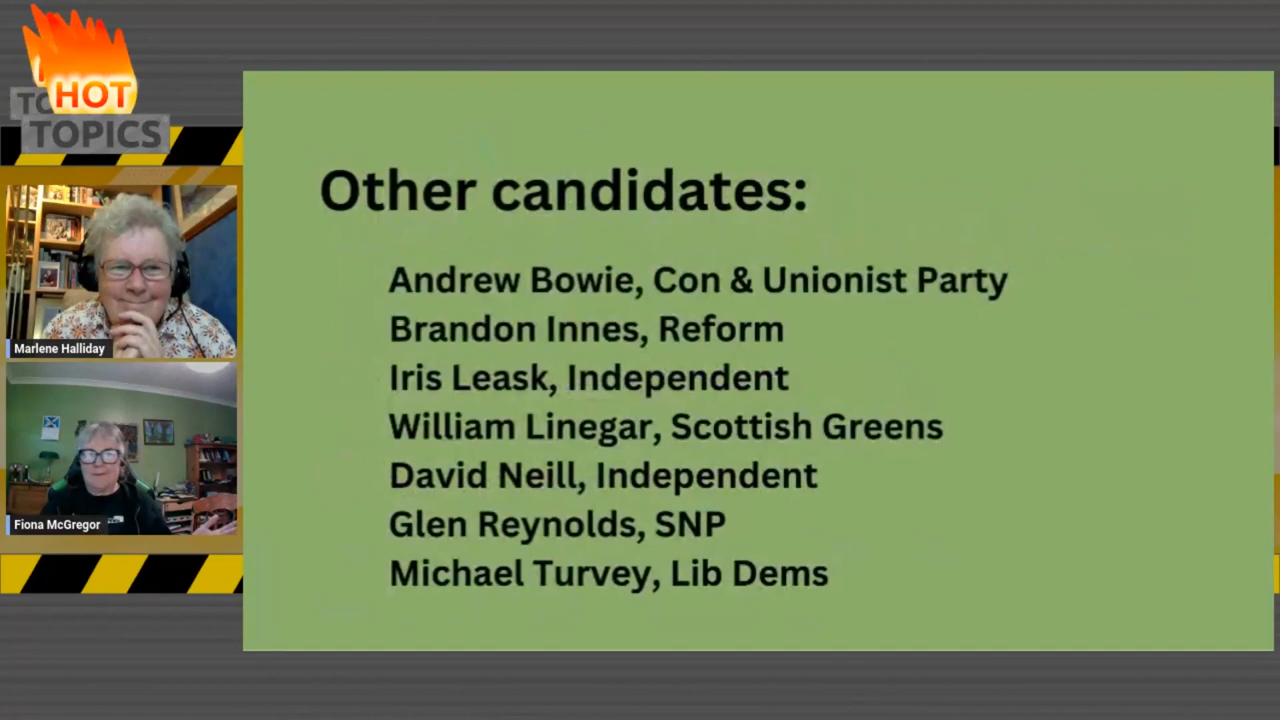 HOT
TOPICS
Marlene Halliday
Fiona McGregor
Other candidates:
Andrew Bowie, Con & Unionist Party
Brandon Innes, Reform
Iris Leask, Independent
William Linegar, Scottish Greens
David Neill, Independent
Glen Reynolds, SNP
Michael Turvey, Lib Dems